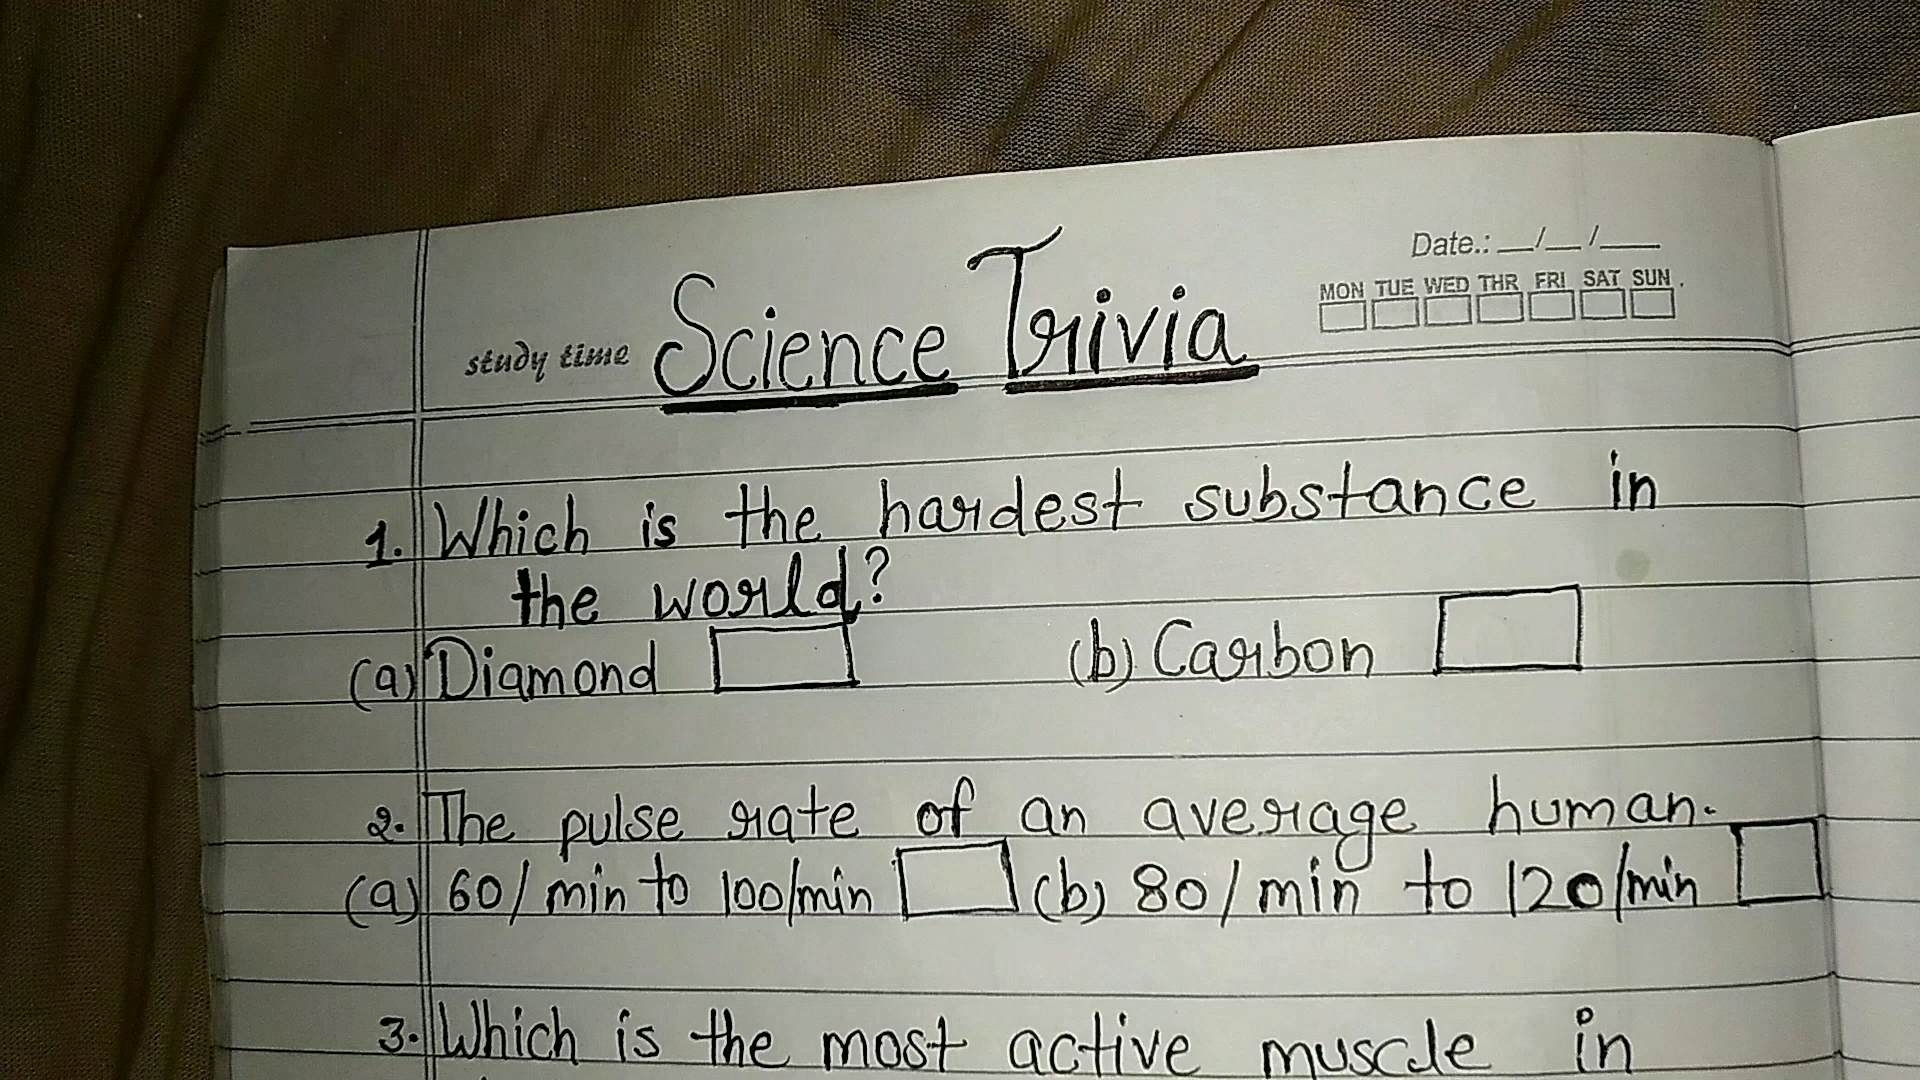 Date.: __/__/____
MON TUE WED THR FRI SAT SUN
study time Science Trivia
1. Which is the hardest substance in
the world?
(a) Diamond (b) Carbon
2. The pulse rate of an average human.
(a) 60/min to 100/min (b) 80/min to 120/min
3. Which is the most active muscle in